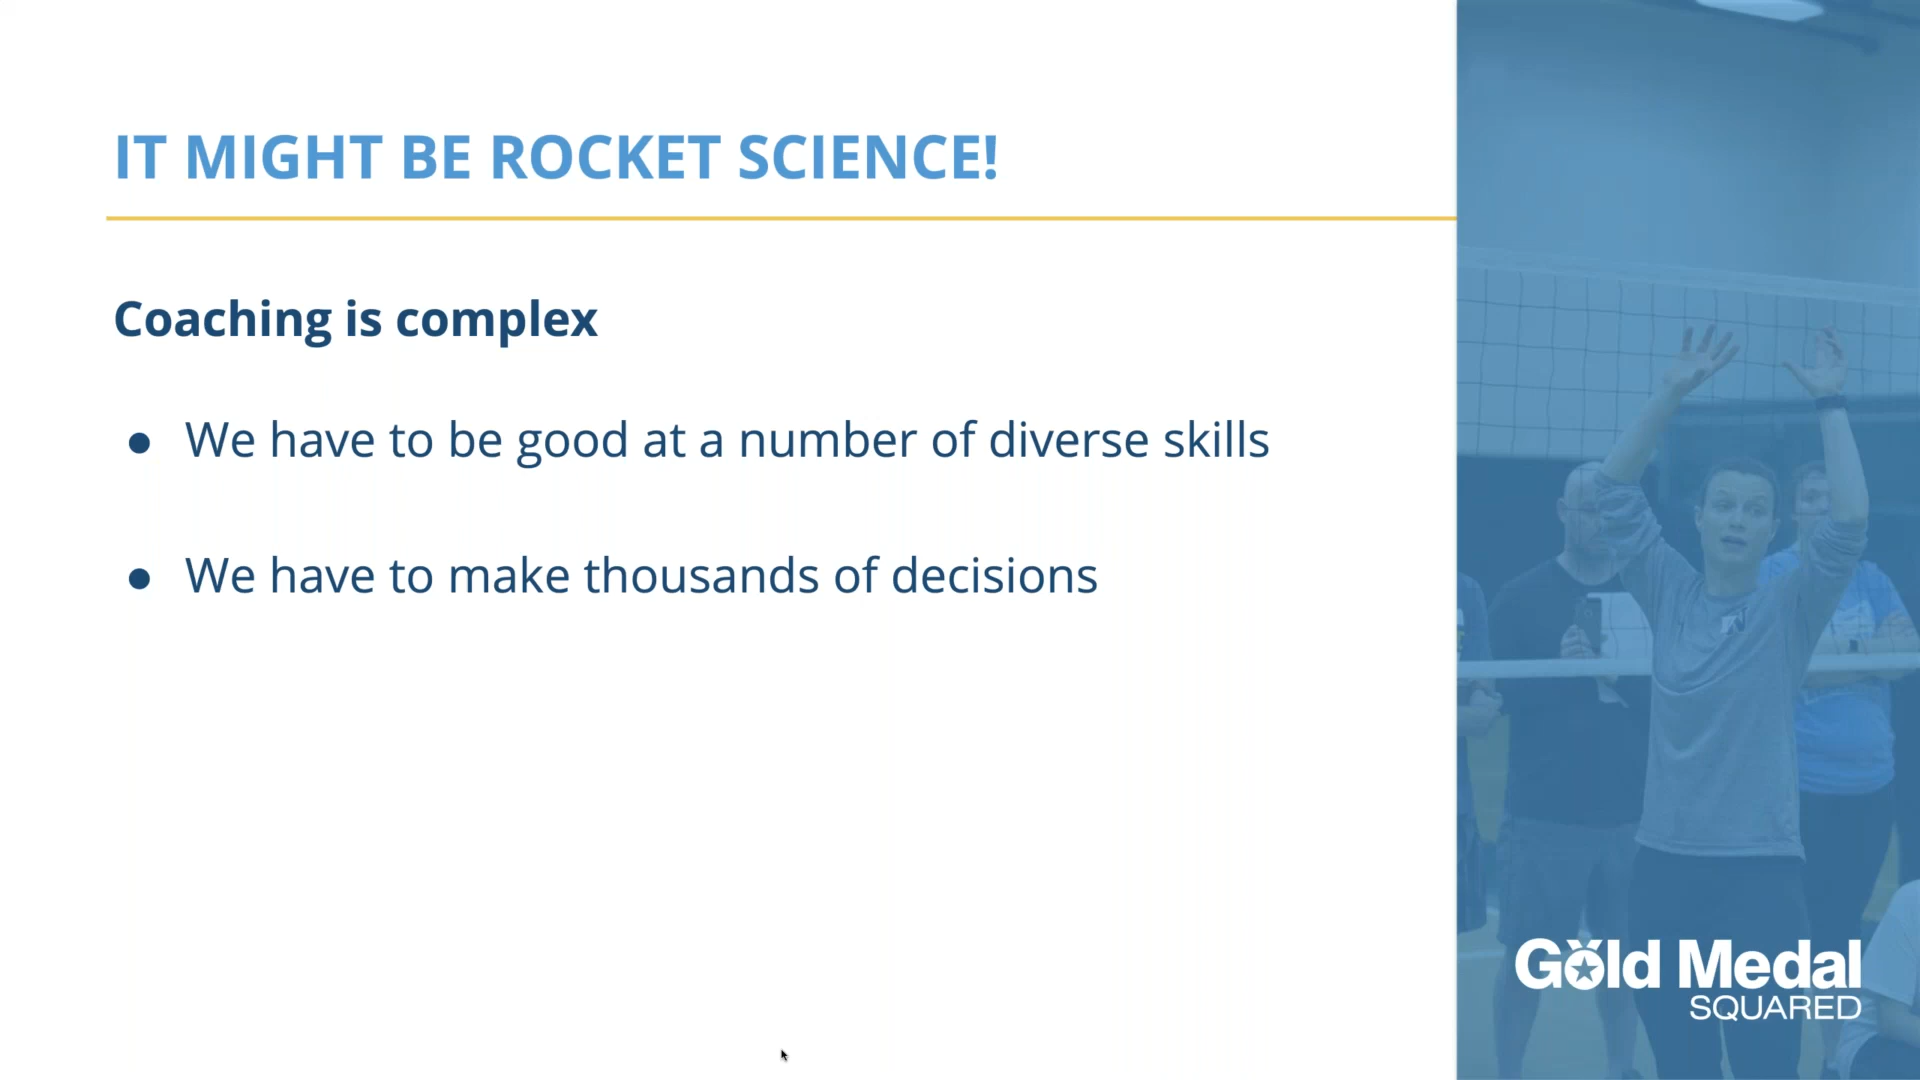 IT MIGHT BE ROCKET SCIENCE!
Coaching is complex
● We have to be good at a number of diverse skills
● We have to make thousands of decisions
Gold Medal
SQUARED